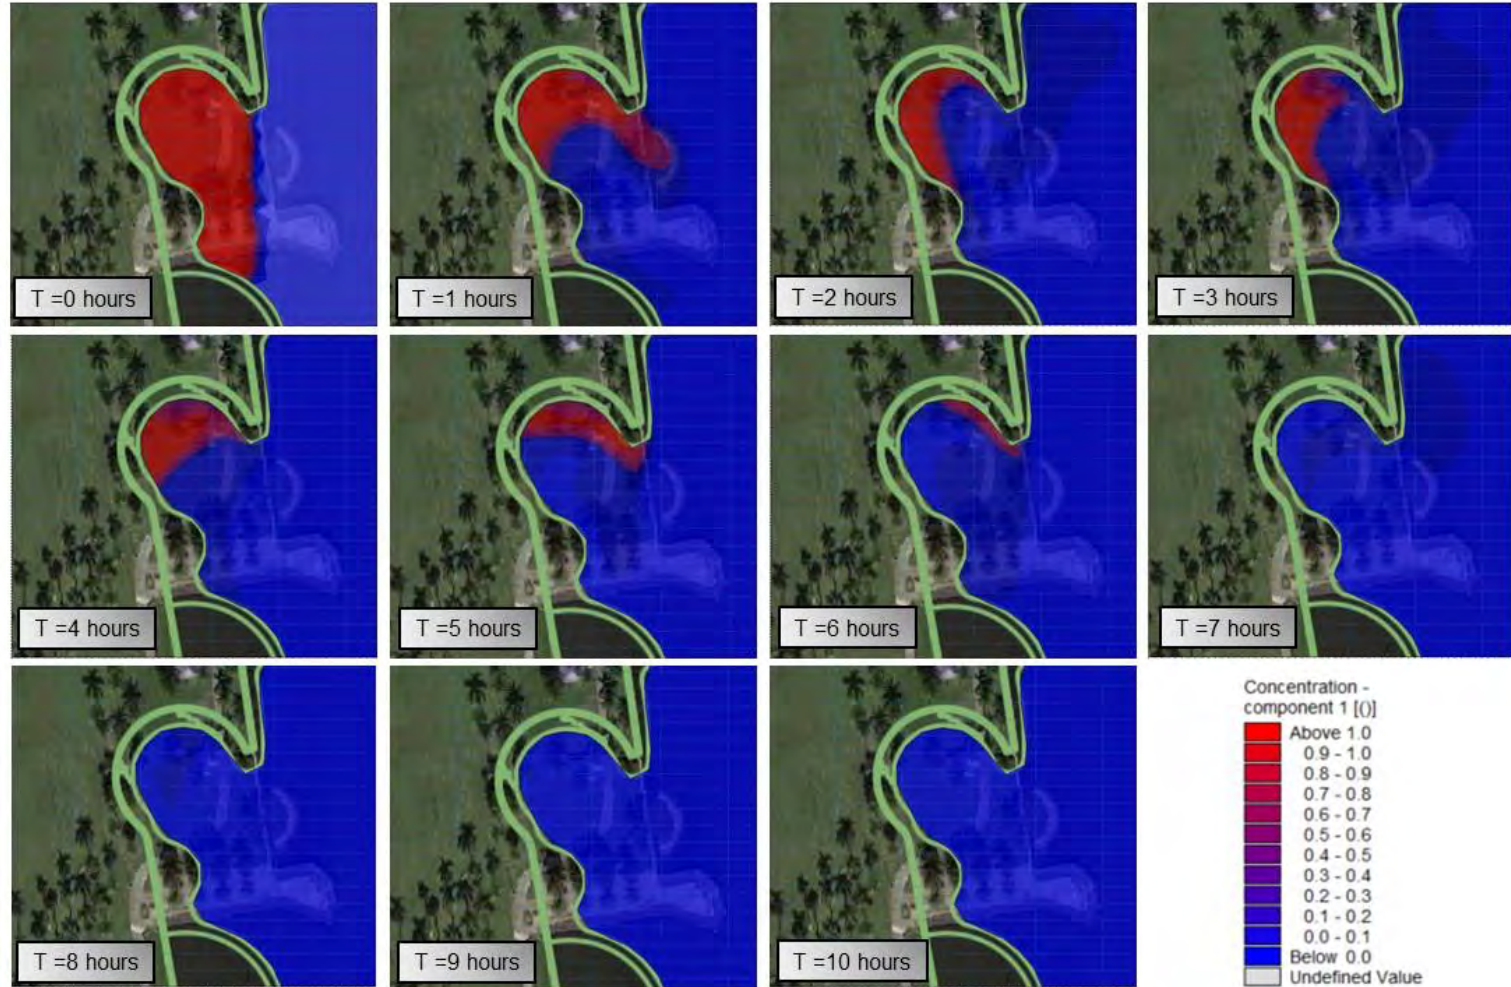 T =0 hours
T =1 hours
T =2 hours
T =3 hours
T =4 hours
T =5 hours
T =6 hours
T =7 hours
T =8 hours
T =9 hours
T =10 hours
Concentration -
component 1 [()]
Above 1.0
0.9 - 1.0
0.8 - 0.9
0.7 - 0.8
0.6 - 0.7
0.5 - 0.6
0.4 - 0.5
0.3 - 0.4
0.2 - 0.3
0.1 - 0.2
0.0 - 0.1
Below 0.0
Undefined Value